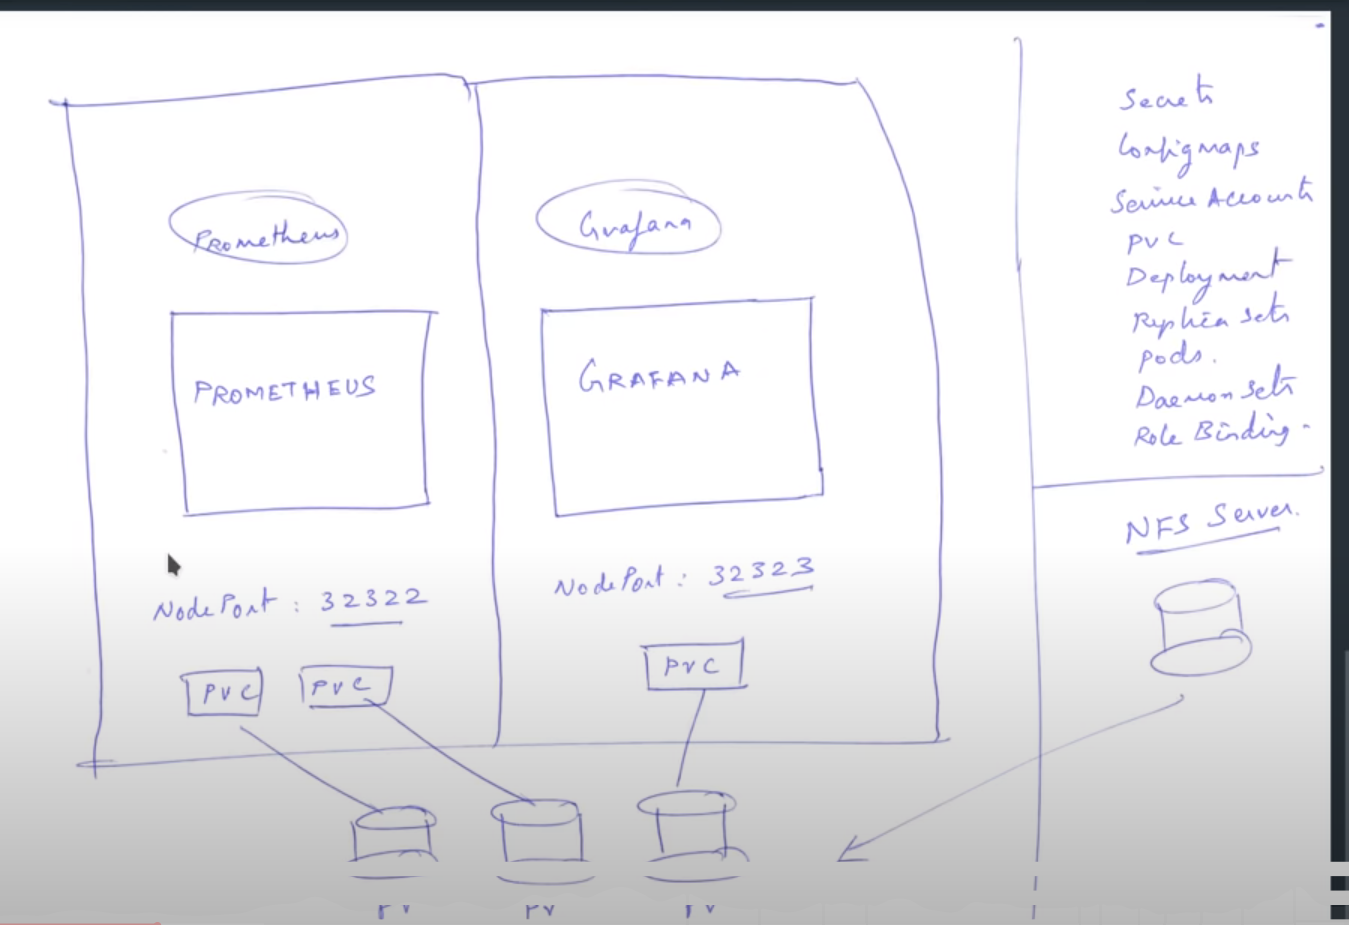 Prometheus
Grafana
PROMETHEUS
GRAFANA
NodePort : 32322
NodePort : 32323
PVC
PVC
PVC
PV
PV
PV
Secrets
Configmaps
Service Accounts
PVC
Deployment
Replica Sets
pods.
Daemon Sets
Role Binding -
NFS Server.